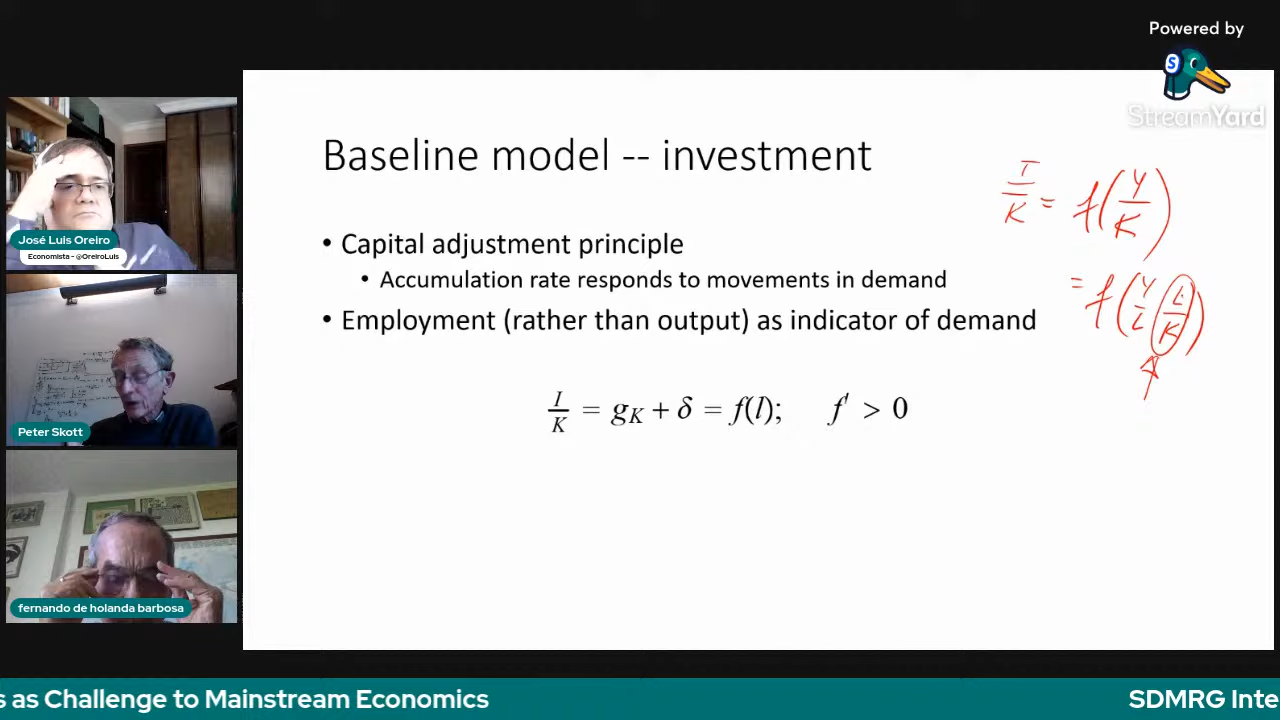 Powered by
S
StreamYard
José Luis Oreiro
Economista - @OreiroLuis
Peter Skott
fernando de holanda barbosa
Baseline model -- investment
• Capital adjustment principle
• Accumulation rate responds to movements in demand
• Employment (rather than output) as indicator of demand
I/K = g_K + δ = f(l); f′ > 0
I/K = f(Y/K)
= f(Y/L L/K)
s as Challenge to Mainstream Economics
SDMRG Inte